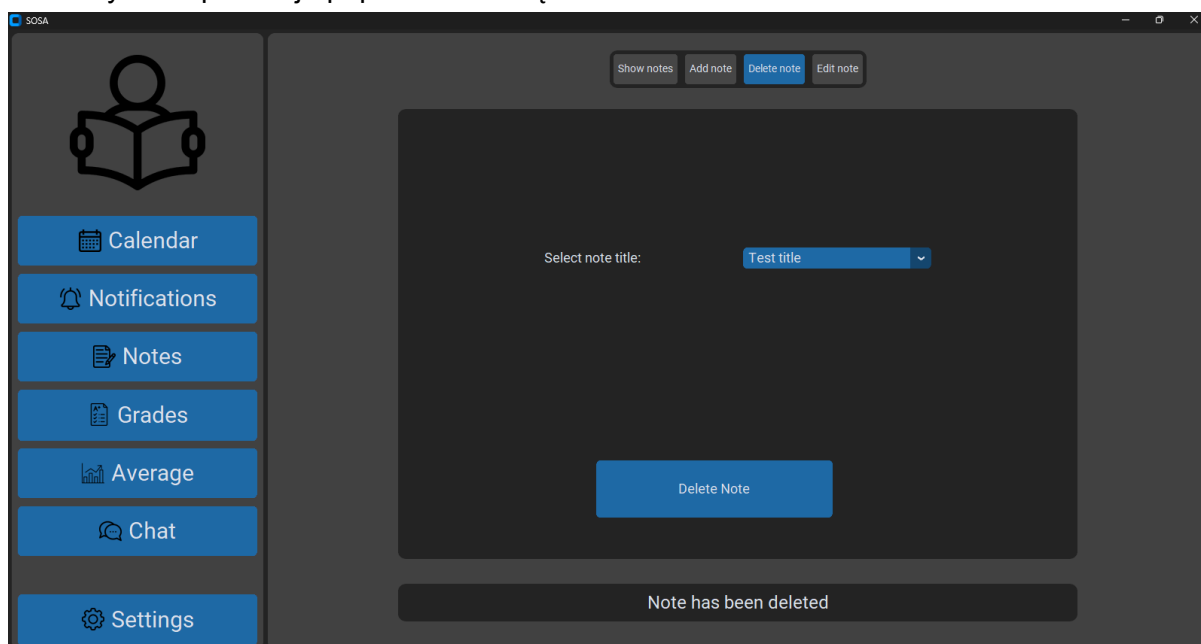 SOSA
Show notes Add note Delete note Edit note
Calendar
Notifications
Notes
Grades
Average
Chat
Settings
Select note title: Test title
Delete Note
Note has been deleted